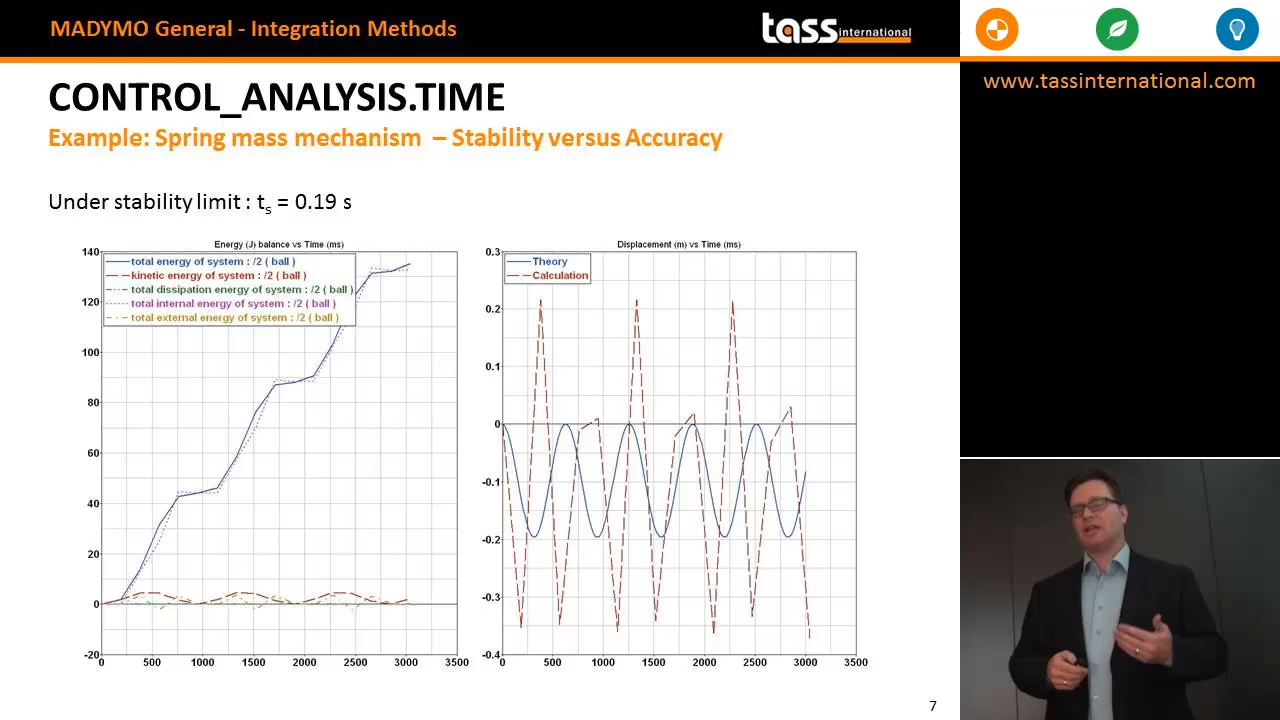 MADYMO General - Integration Methods
tass international
www.tassinternational.com
CONTROL_ANALYSIS.TIME
Example: Spring mass mechanism – Stability versus Accuracy
Under stability limit : ts = 0.19 s
Energy (J) balance vs Time (ms)
140
120
100
80
60
40
20
0
-20
total energy of system : /2 ( ball )
kinetic energy of system : /2 ( ball )
total dissipation energy of system : /2 ( ball )
total internal energy of system : /2 ( ball )
total external energy of system : /2 ( ball )
0 500 1000 1500 2000 2500 3000 3500
Displacement (m) vs Time (ms)
0.3
0.2
0.1
0
-0.1
-0.2
-0.3
-0.4
Theory
Calculation
0 500 1000 1500 2000 2500 3000 3500
7